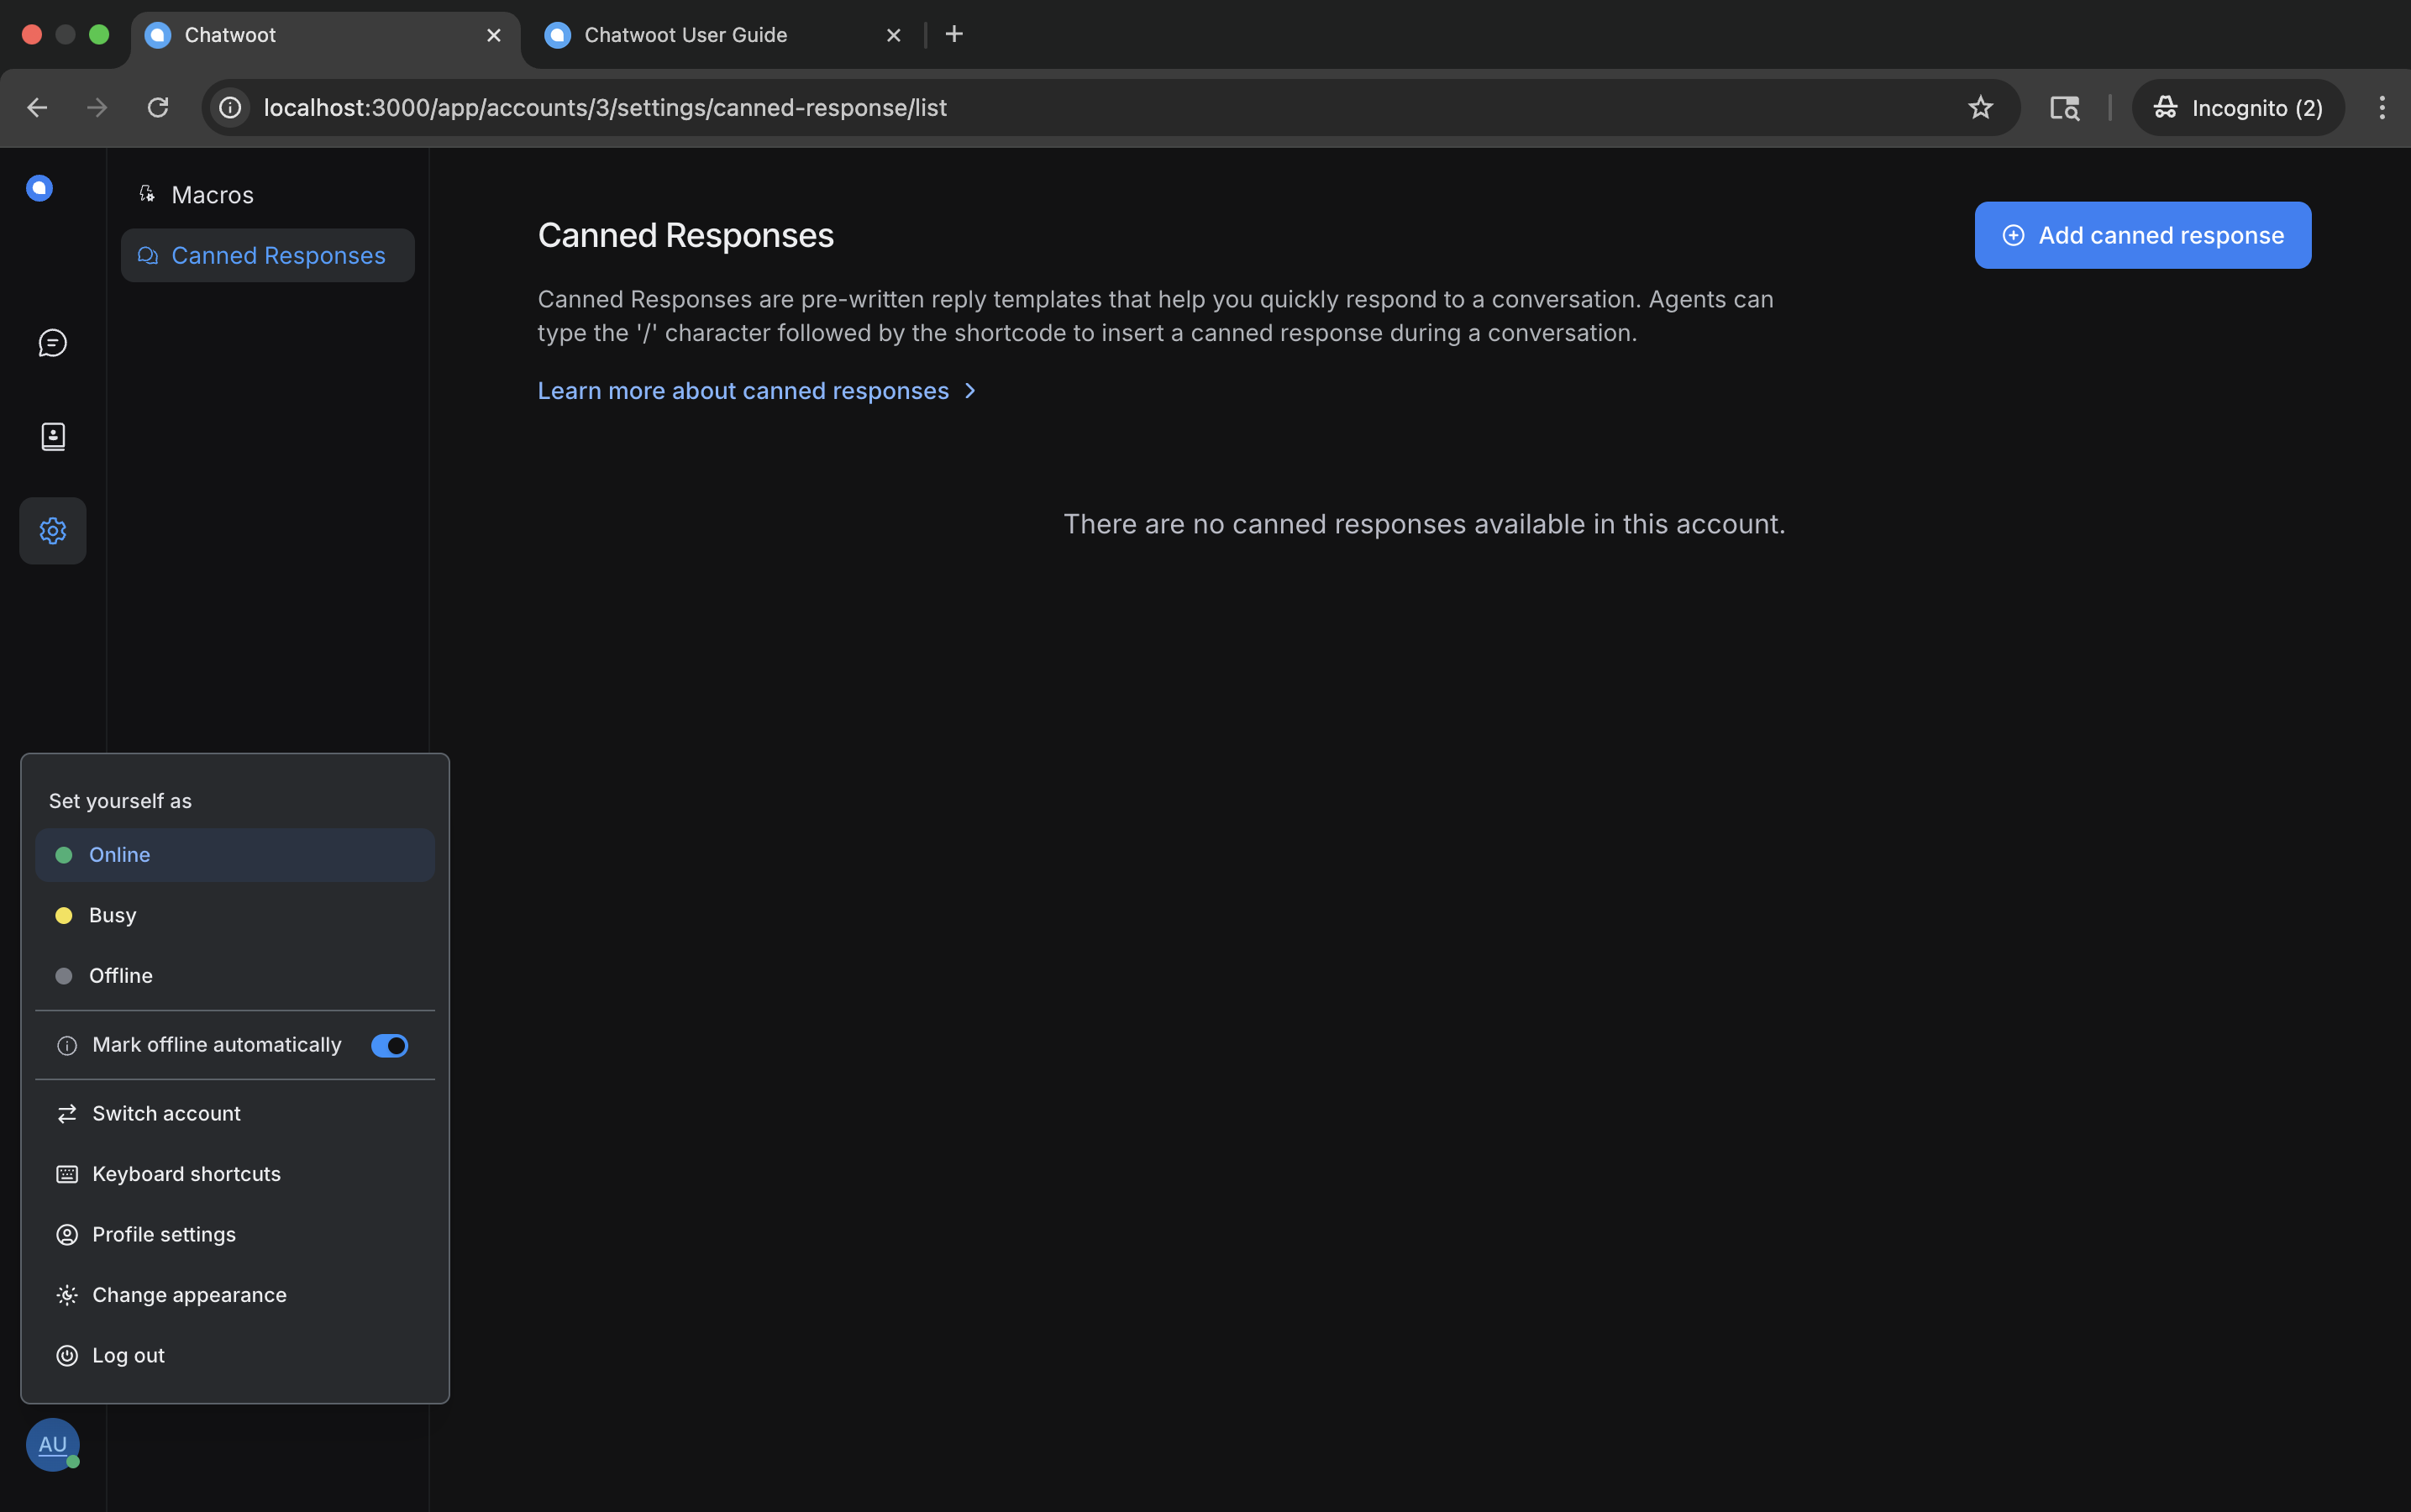 Chatwoot
Chatwoot User Guide
localhost:3000/app/accounts/3/settings/canned-response/list
Incognito (2)
Macros
Canned Responses
Canned Responses
Add canned response
Canned Responses are pre-written reply templates that help you quickly respond to a conversation. Agents can
type the '/' character followed by the shortcode to insert a canned response during a conversation.
Learn more about canned responses
There are no canned responses available in this account.
Set yourself as
Online
Busy
Offline
Mark offline automatically
Switch account
Keyboard shortcuts
Profile settings
Change appearance
Log out
AU